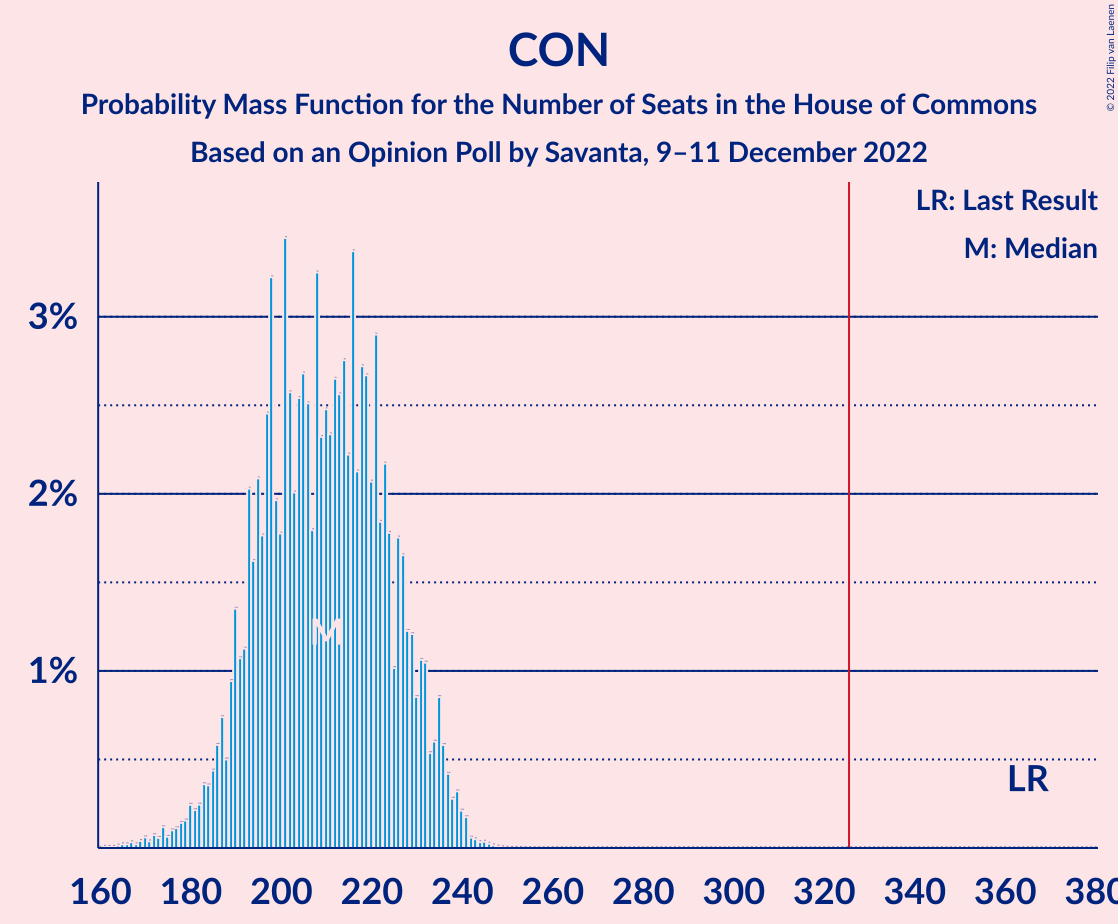 CON
Probability Mass Function for the Number of Seats in the House of Commons
Based on an Opinion Poll by Savanta, 9–11 December 2022
© 2022 Filip van Laenen
LR: Last Result
M: Median
3%
2%
1%
M
LR
160 180 200 220 240 260 280 300 320 340 360 380